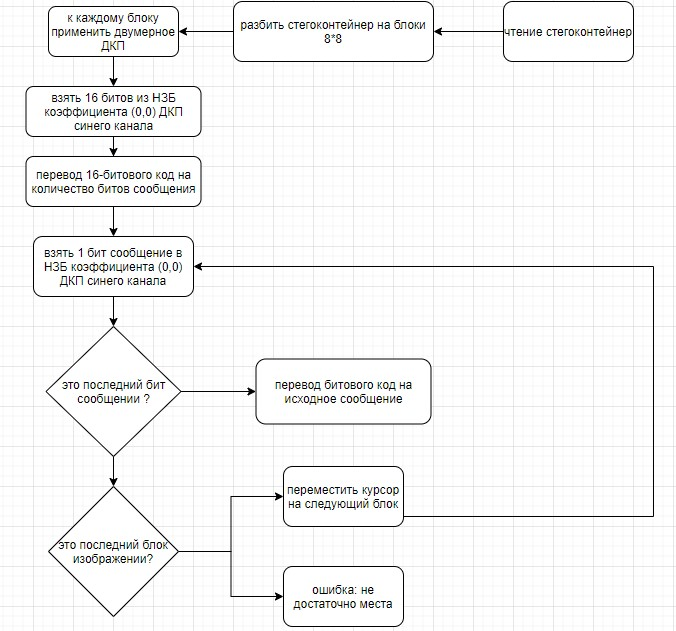 к каждому блоку
применить двумерное
ДКП
разбить стегоконтейнер на блоки
8*8
чтение стегоконтейнер
взять 16 битов из НЗБ
коэффициента (0,0) ДКП
синего канала
перевод 16-битового код на
количество битов сообщения
взять 1 бит сообщение в
НЗБ коэффициента (0,0)
ДКП синего канала
это последний бит
сообщении ?
перевод битового код на
исходное сообщение
это последний блок
изображении?
переместить курсор
на следующий блок
ошибка: не
достаточно места